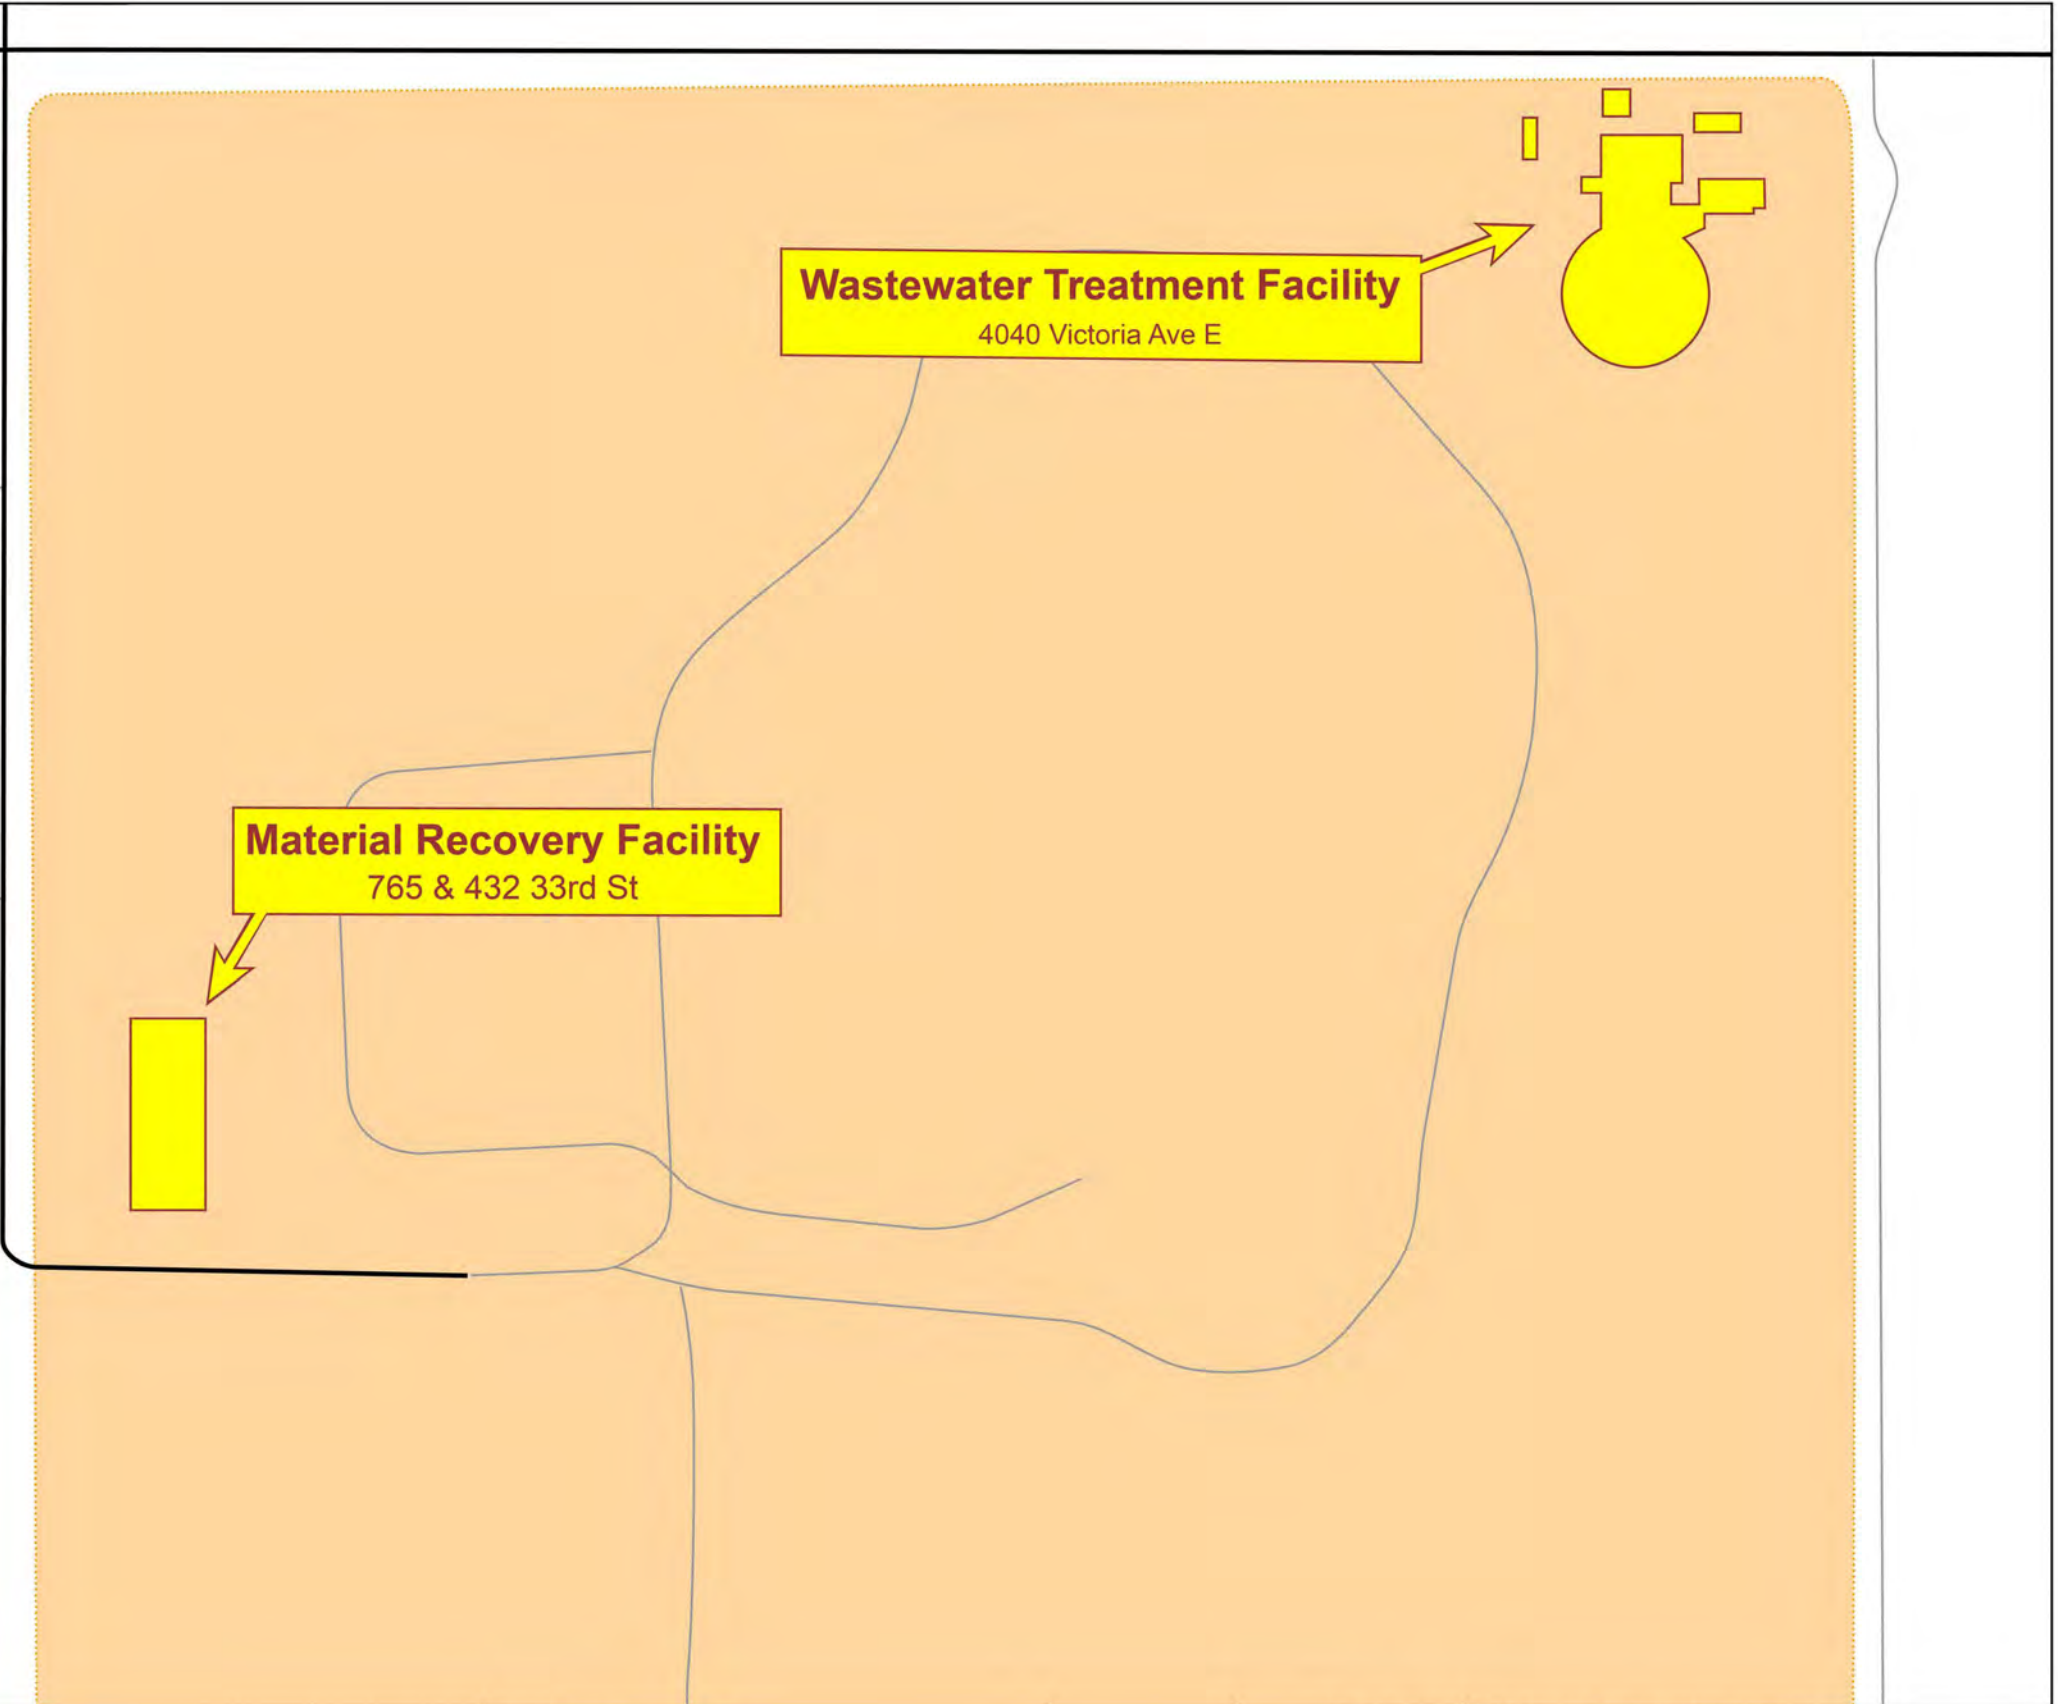 Wastewater Treatment Facility
4040 Victoria Ave E
Material Recovery Facility
765 & 432 33rd St